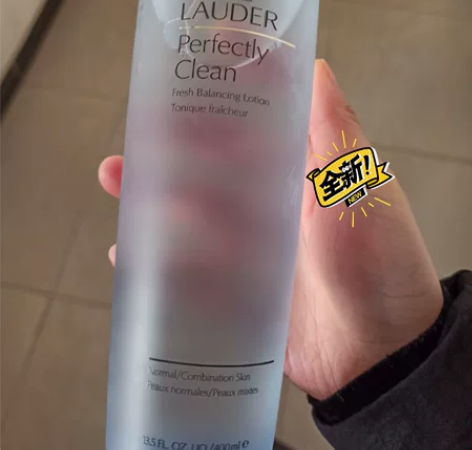 LAUDER
Perfectly
Clean
Fresh Balancing Lotion
Tonique fraîcheur
全新!
NEW
Normal/Combination Skin
Peaux normales/Peaux mixtes
13.5 FL. OZ. LIQ./400ml e